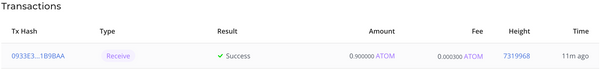 Transactions
Tx Hash Type Result Amount Fee Height Time
0933E3...1B9BAA Receive Success 0.900000 ATOM 0.000300 ATOM 7319968 11m ago